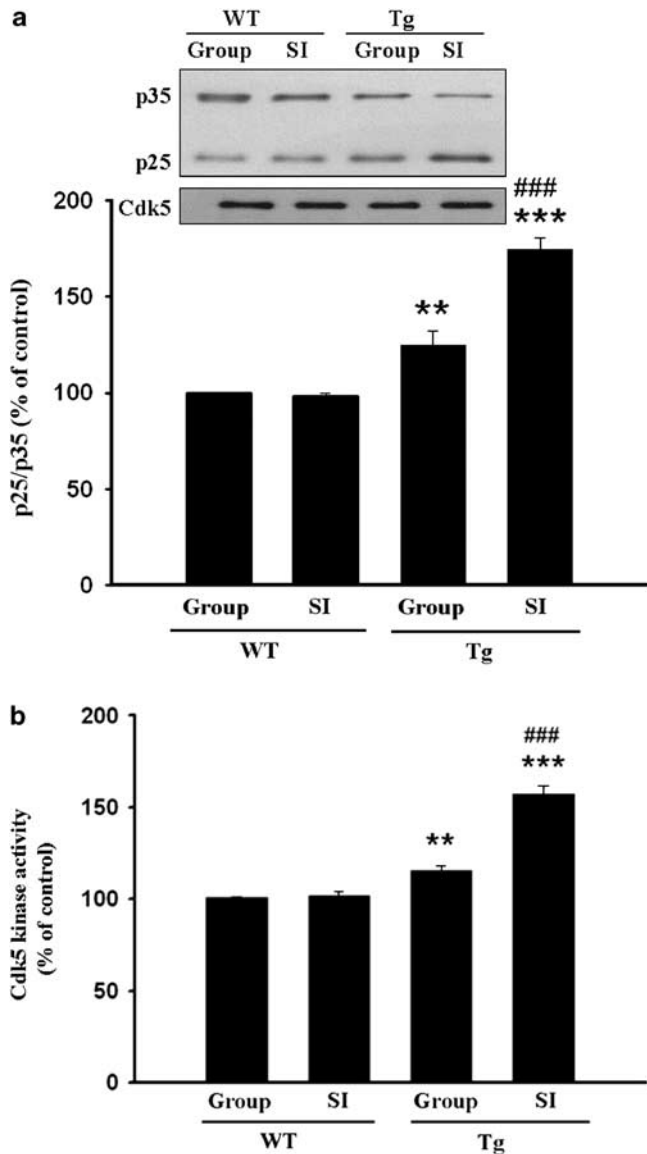 a
WT Tg
Group SI Group SI
p35
p25
Cdk5
###
***
**
200
150
100
50
0
p25/p35 (% of control)
Group SI Group SI
WT Tg
b
###
***
**
200
150
100
50
0
Cdk5 kinase activity
(% of control)
Group SI Group SI
WT Tg